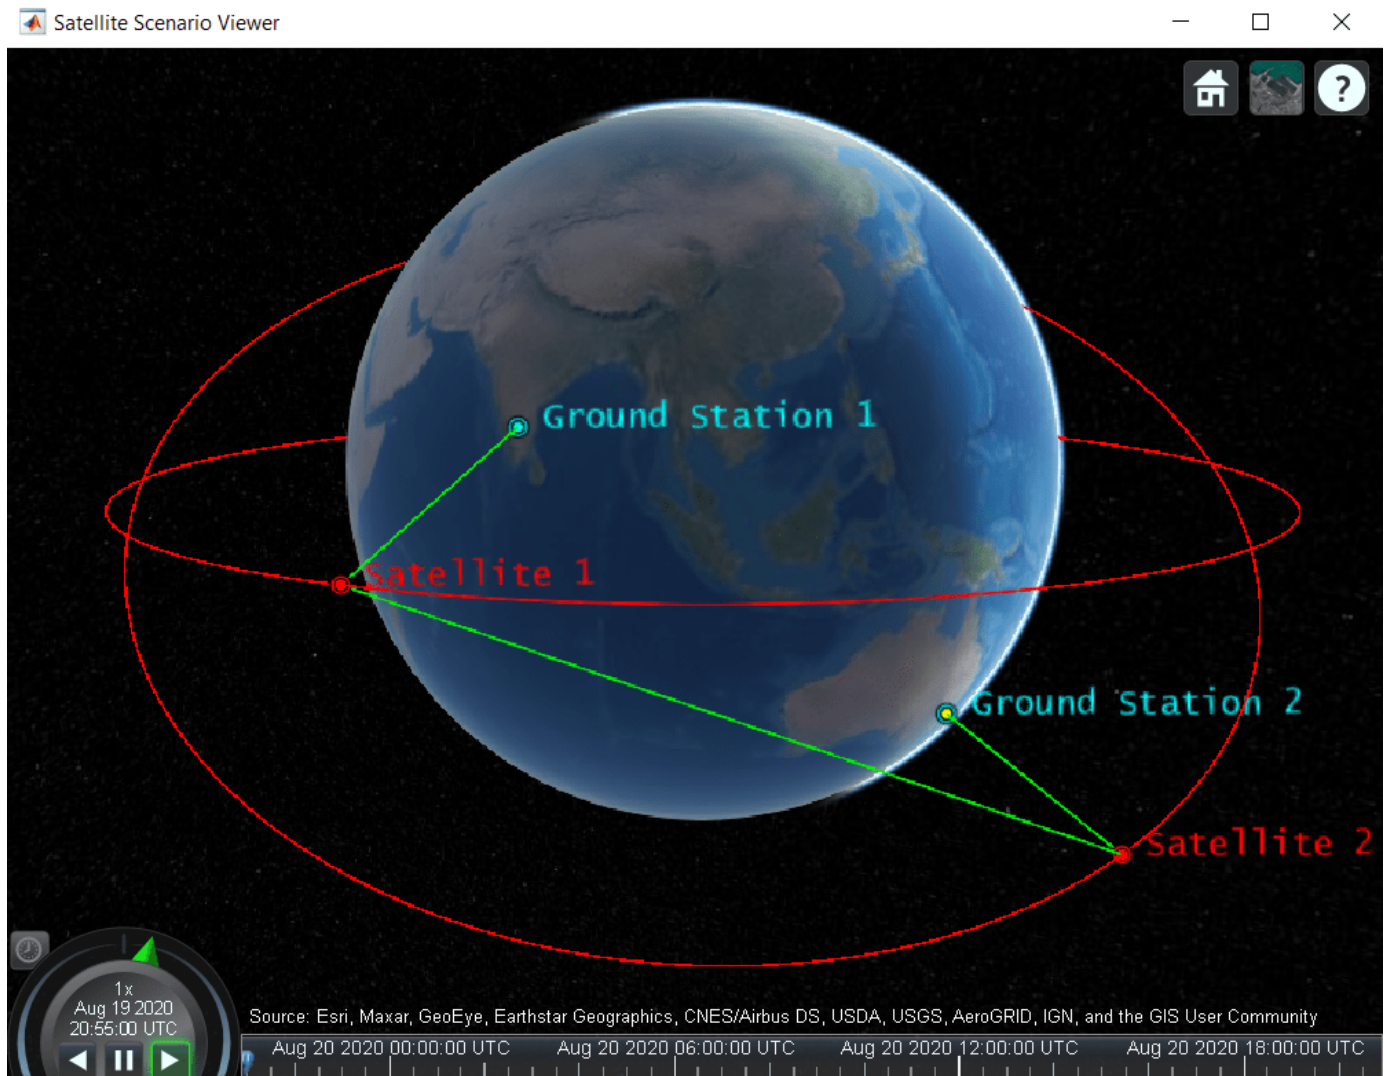 Satellite Scenario Viewer
?
Ground Station 1
Satellite 1
Ground Station 2
Satellite 2
1x
Aug 19 2020
20:55:00 UTC
Source: Esri, Maxar, GeoEye, Earthstar Geographics, CNES/Airbus DS, USDA, USGS, AeroGRID, IGN, and the GIS User Community
Aug 20 2020 00:00:00 UTC Aug 20 2020 06:00:00 UTC Aug 20 2020 12:00:00 UTC Aug 20 2020 18:00:00 UTC